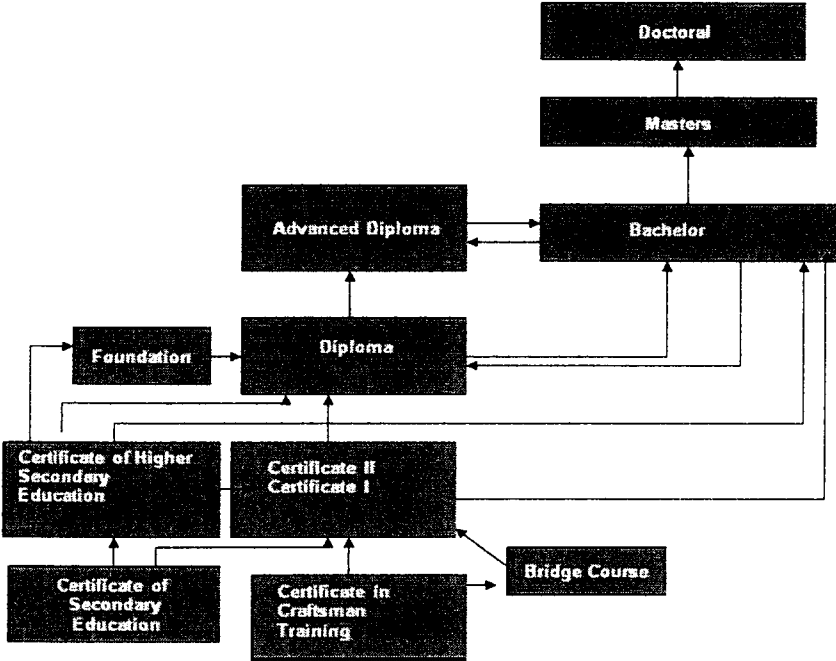 Doctoral
Masters
Advanced Diploma
Bachelor
Foundation
Diploma
Certificate of Higher
Secondary
Education
Certificate II
Certificate I
Certificate of
Secondary
Education
Certificate in
Craftsman
Training
Bridge Course